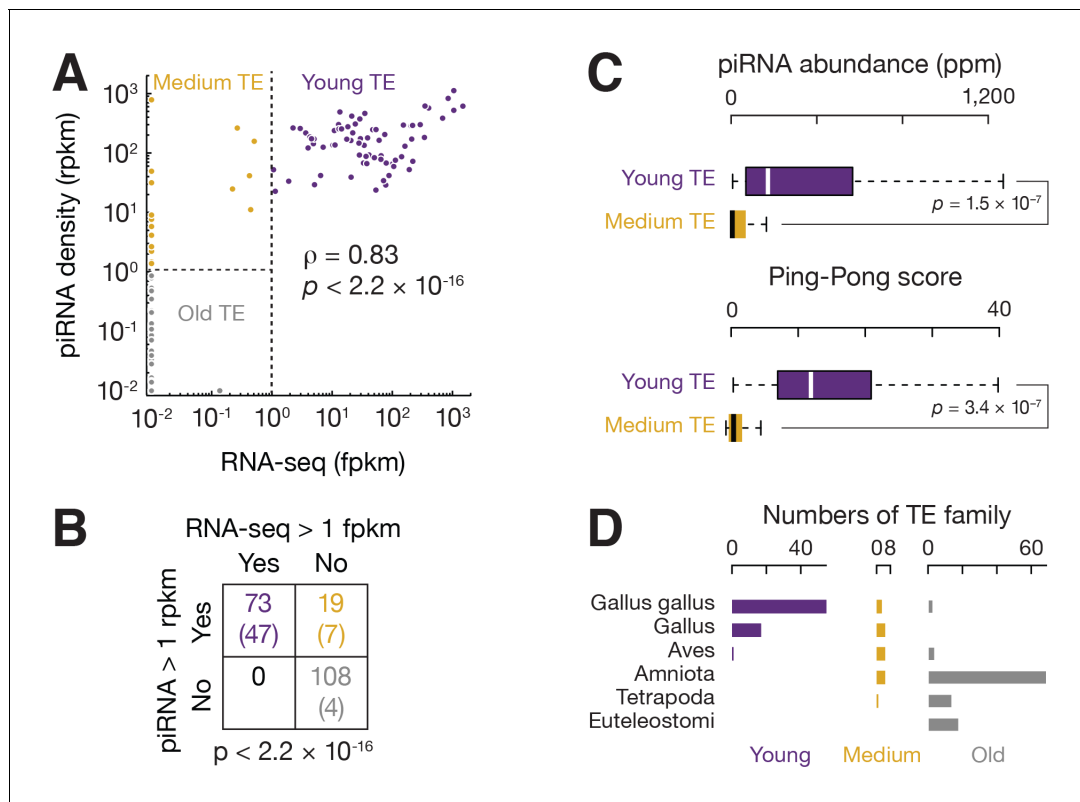 A
Medium TE
Young TE
piRNA density (rpkm)
10³
10²
10¹
10⁰
10⁻¹
10⁻²
Old TE
ρ = 0.83
p < 2.2 × 10⁻¹⁶
10⁻² 10⁻¹ 10⁰ 10¹ 10² 10³
RNA-seq (fpkm)
B
RNA-seq > 1 fpkm
Yes No
piRNA > 1 rpkm
Yes
No
73 19
(47) (7)
0 108
(4)
p < 2.2 × 10⁻¹⁶
C
piRNA abundance (ppm)
0 1,200
Young TE
p = 1.5 × 10⁻⁷
Medium TE
Ping-Pong score
0 40
Young TE
p = 3.4 × 10⁻⁷
Medium TE
D
Numbers of TE family
0 40 08 0 60
Gallus gallus
Gallus
Aves
Amniota
Tetrapoda
Euteleostomi
Young Medium Old